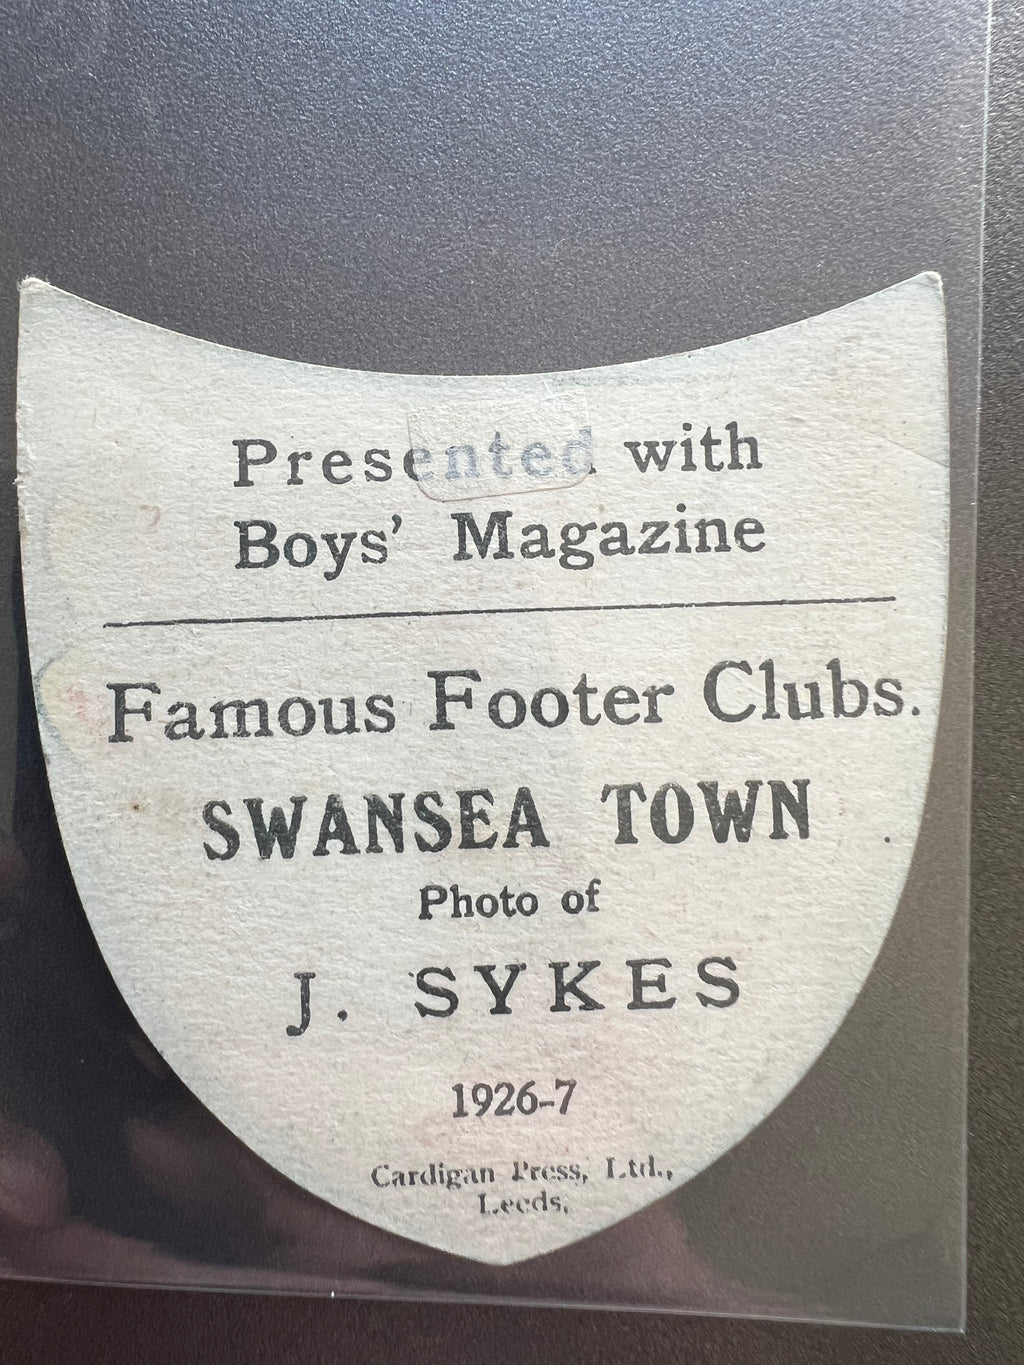 Presented with
Boys' Magazine
Famous Footer Clubs.
SWANSEA TOWN
Photo of
J. SYKES
1926-7
Cardigan Press, Ltd.,
Leeds.